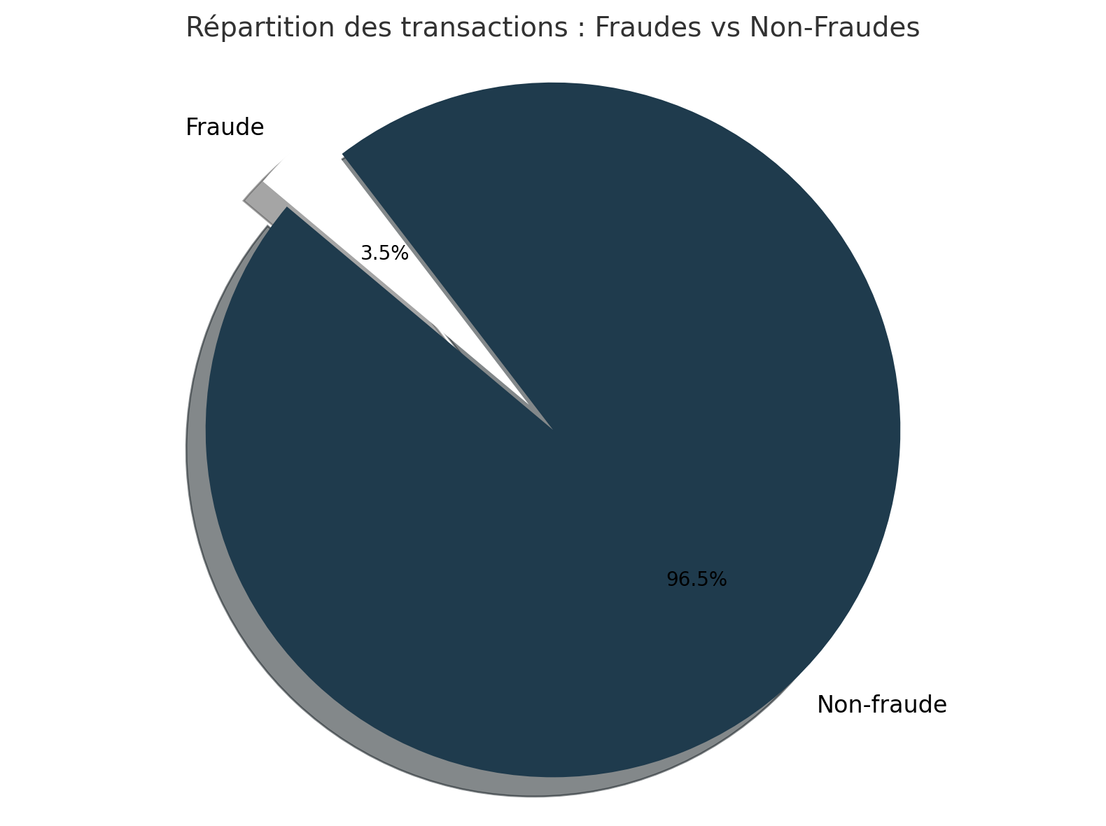 Répartition des transactions : Fraudes vs Non-Fraudes
Fraude
3.5%
96.5%
Non-fraude